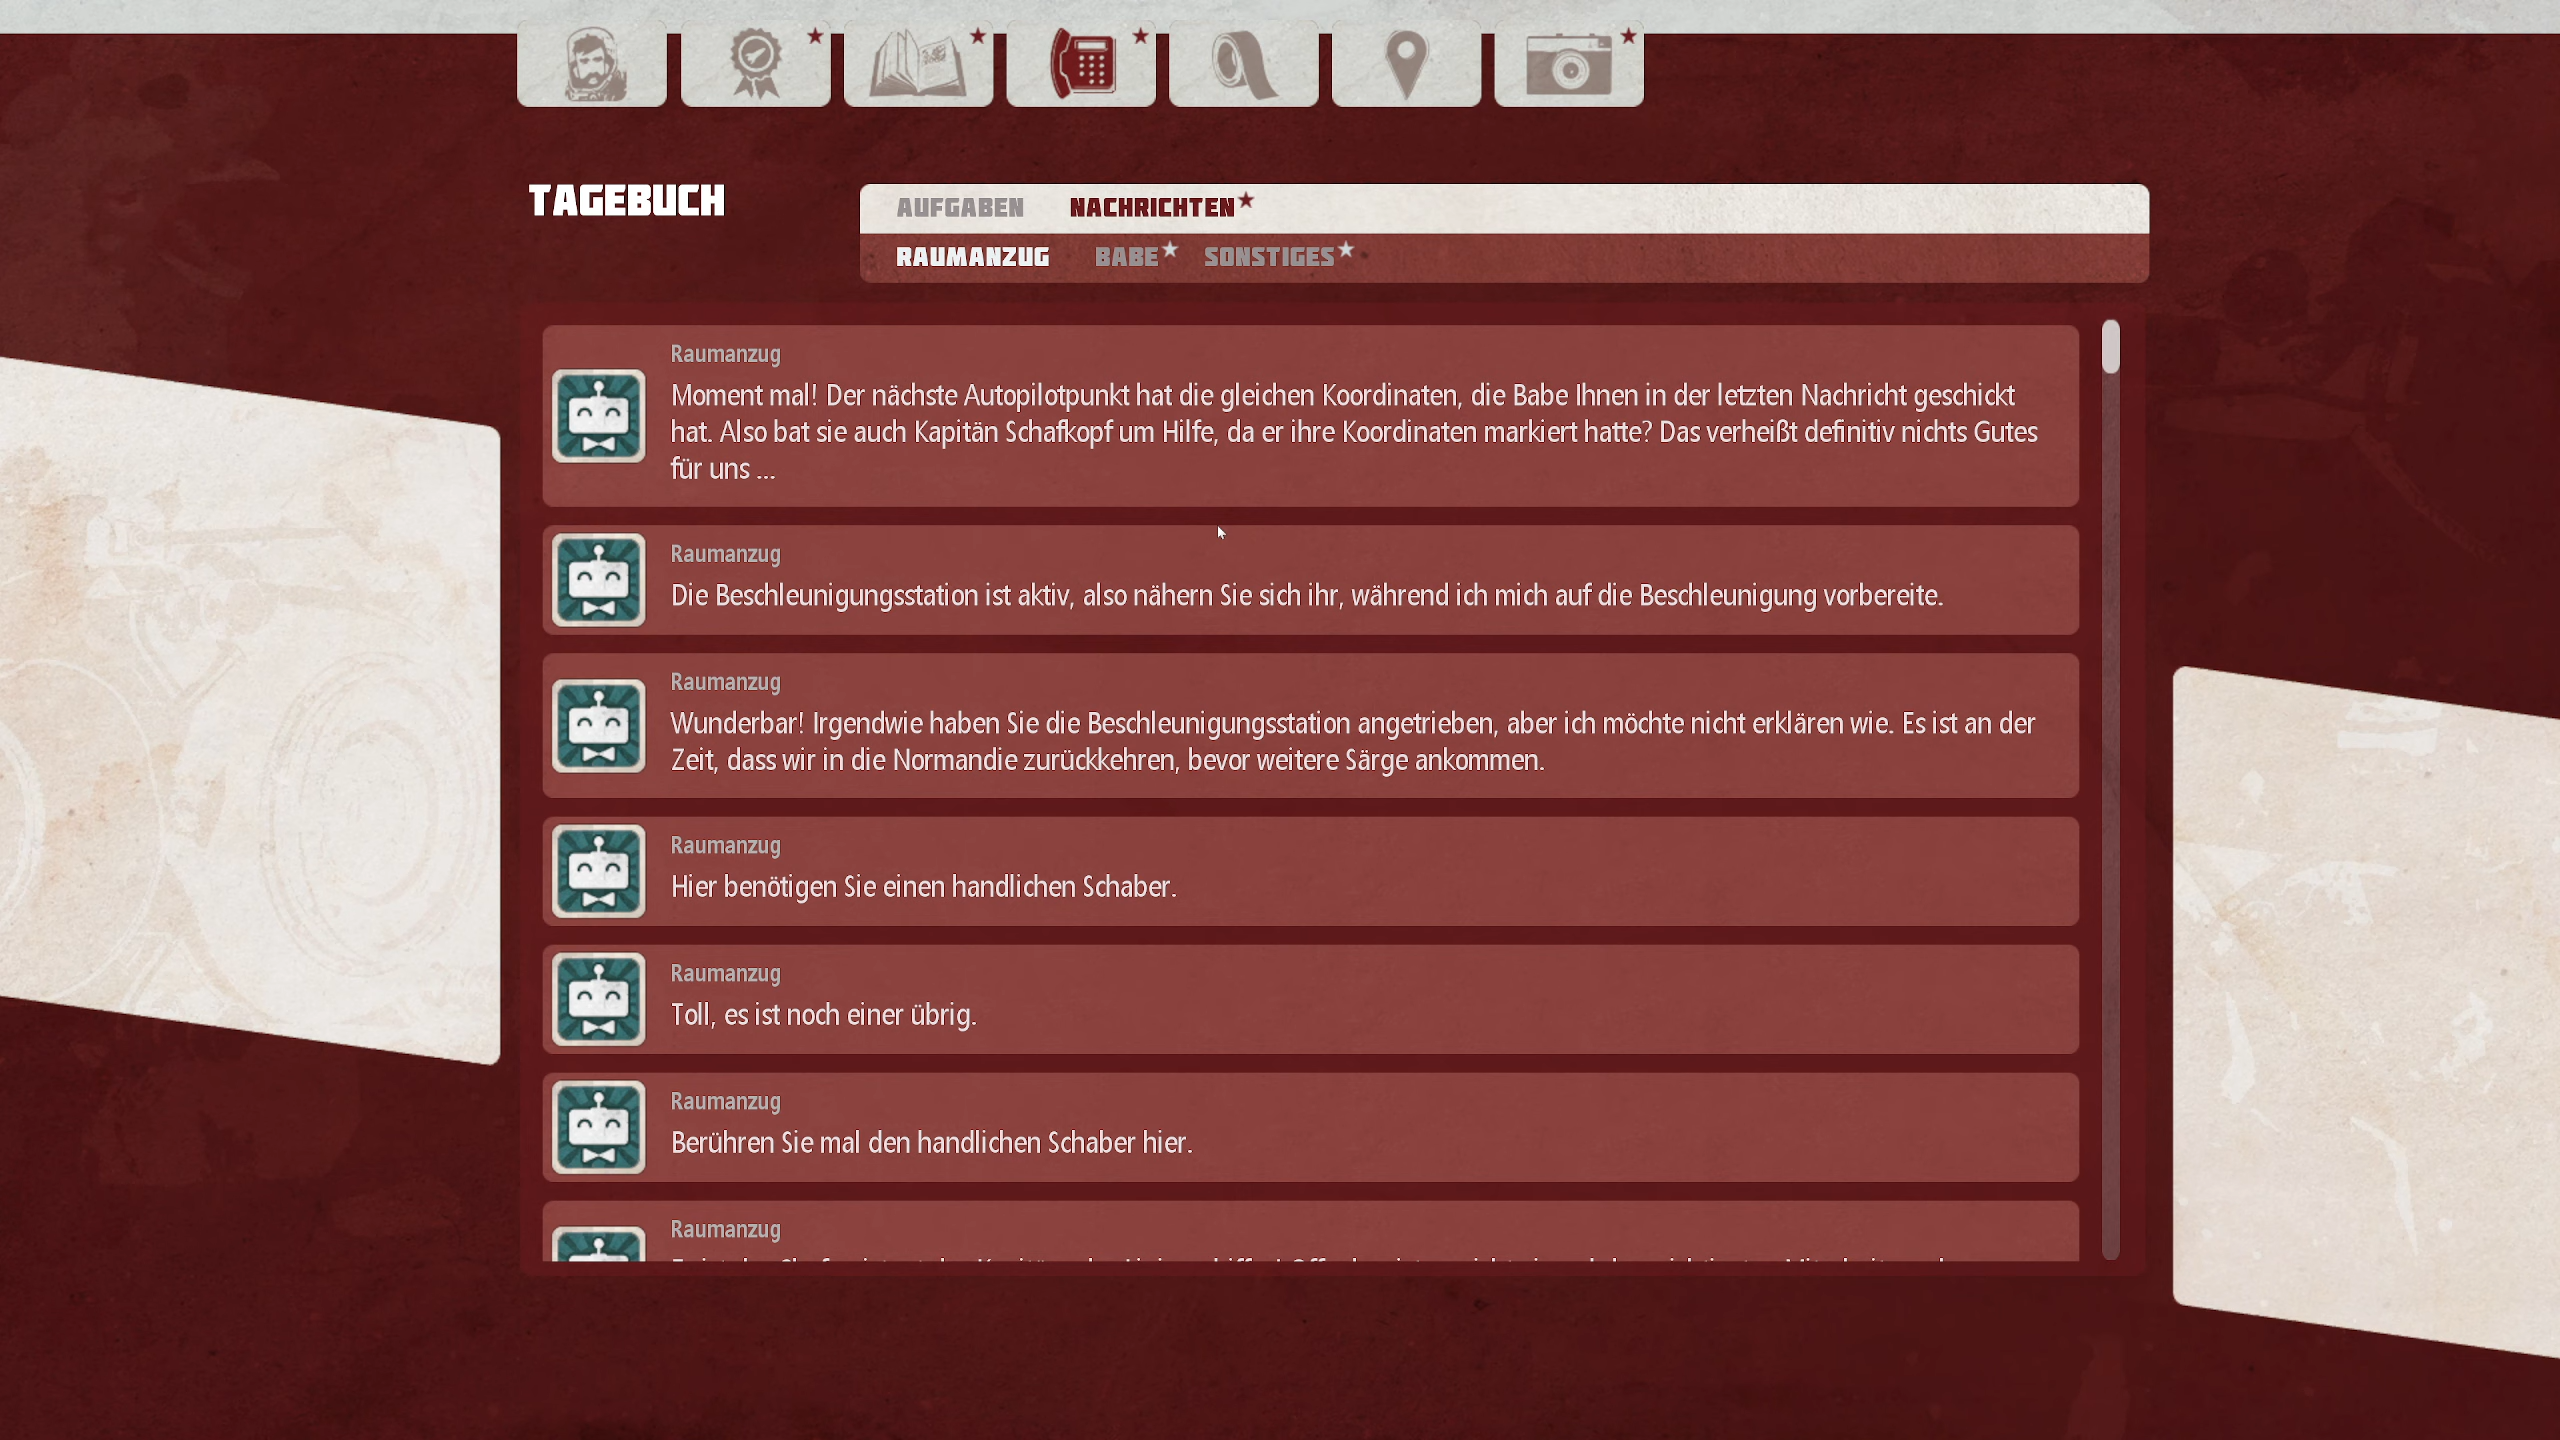 TAGEBUCH
AUFGABEN NACHRICHTEN
RAUMANZUG BABE SONSTIGES
Raumanzug
Moment mal! Der nächste Autopilotpunkt hat die gleichen Koordinaten, die Babe Ihnen in der letzten Nachricht geschickt
hat. Also bat sie auch Kapitän Schafkopf um Hilfe, da er ihre Koordinaten markiert hatte? Das verheißt definitiv nichts Gutes
für uns ...
Raumanzug
Die Beschleunigungsstation ist aktiv, also nähern Sie sich ihr, während ich mich auf die Beschleunigung vorbereite.
Raumanzug
Wunderbar! Irgendwie haben Sie die Beschleunigungsstation angetrieben, aber ich möchte nicht erklären wie. Es ist an der
Zeit, dass wir in die Normandie zurückkehren, bevor weitere Särge ankommen.
Raumanzug
Hier benötigen Sie einen handlichen Schaber.
Raumanzug
Toll, es ist noch einer übrig.
Raumanzug
Berühren Sie mal den handlichen Schaber hier.
Raumanzug